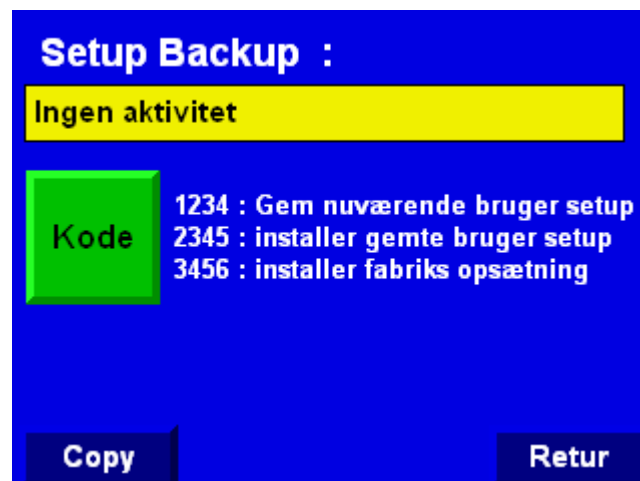 Setup Backup :
Ingen aktivitet
Kode
1234 : Gem nuværende bruger setup
2345 : installer gemte bruger setup
3456 : installer fabriks opsætning
Copy
Retur